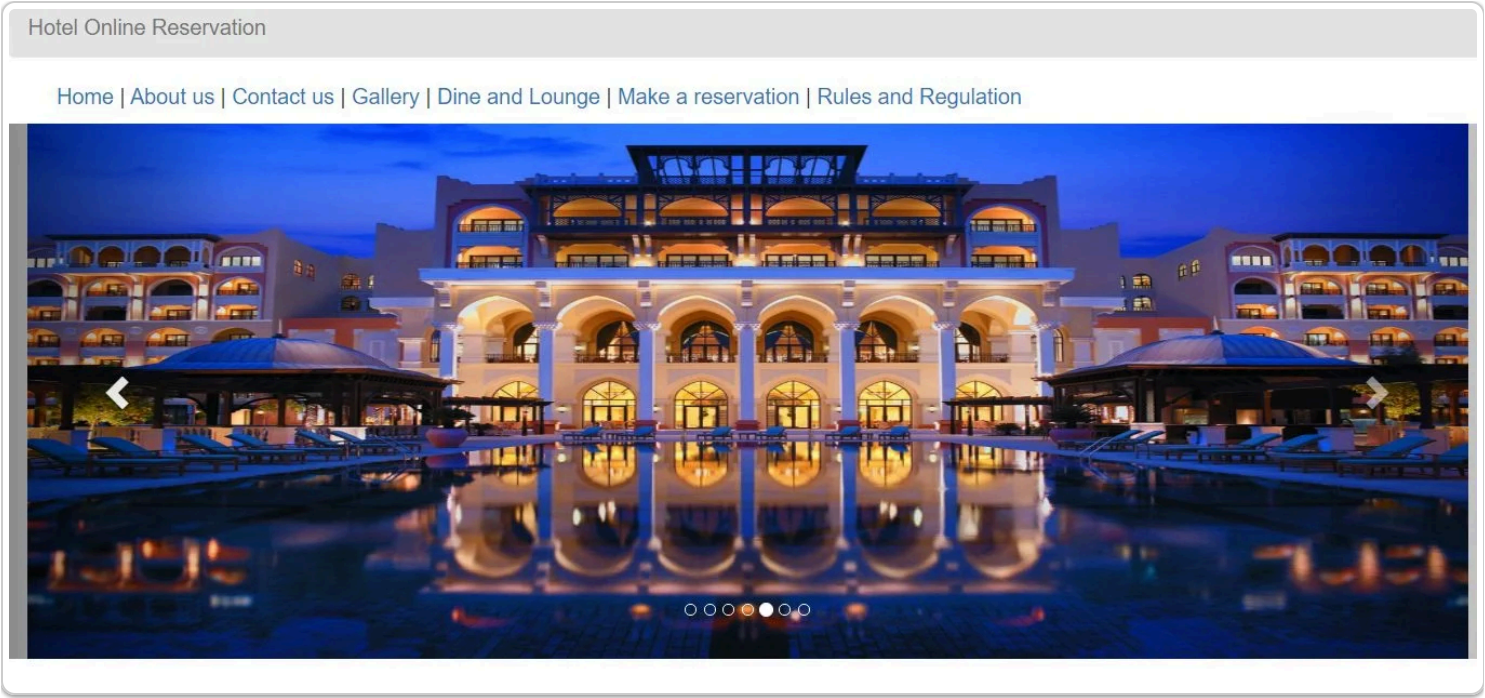 Hotel Online Reservation
Home | About us | Contact us | Gallery | Dine and Lounge | Make a reservation | Rules and Regulation